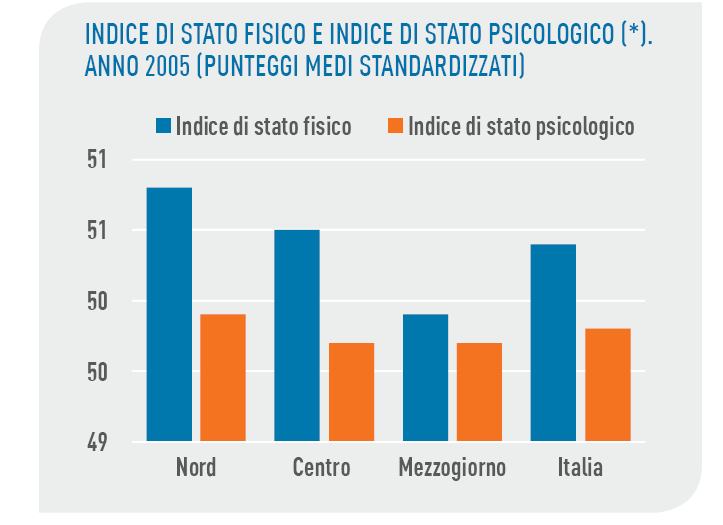 INDICE DI STATO FISICO E INDICE DI STATO PSICOLOGICO (*).
ANNO 2005 (PUNTEGGI MEDI STANDARDIZZATI)
Indice di stato fisico Indice di stato psicologico
51
51
50
50
49
Nord Centro Mezzogiorno Italia